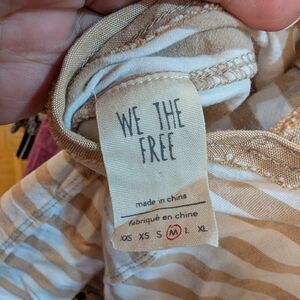 WE THE
FREE
made in china
fabriqué en chine
XXS XS S M L XL